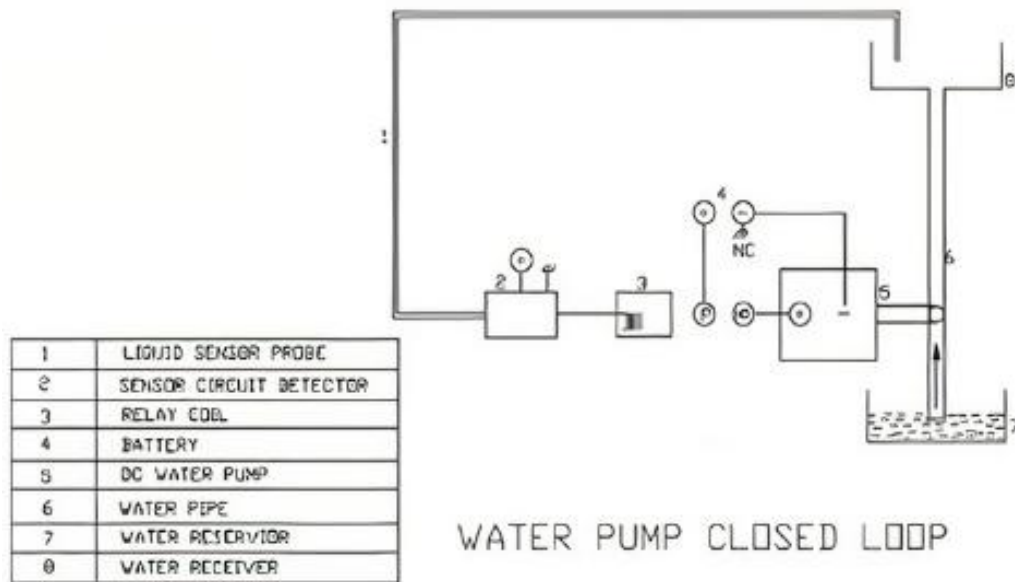 1
8
4
NC
2
3
5
6
7
1 LIQUID SENSOR PROBE
2 SENSOR CIRCUIT DETECTOR
3 RELAY COIL
4 BATTERY
5 DC WATER PUMP
6 WATER PIPE
7 WATER RESERVIOR
8 WATER RECEIVER
WATER PUMP CLOSED LOOP